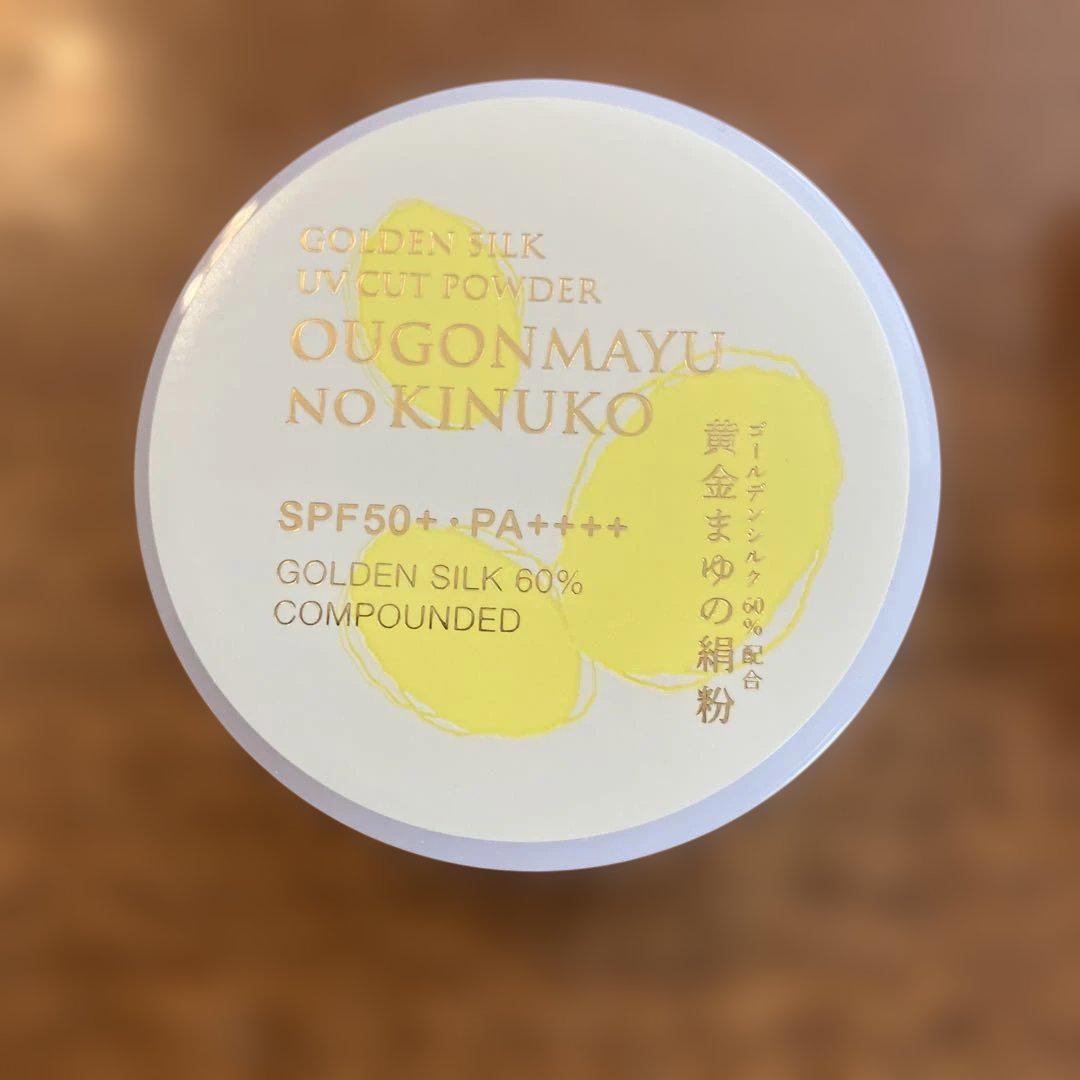 GOLDEN SILK
UV CUT POWDER
OUGONMAYU
NO KINUKO
SPF50+・PA++++
GOLDEN SILK 60%
COMPOUNDED
ゴールデンシルク60%配合
黄金まゆの絹粉